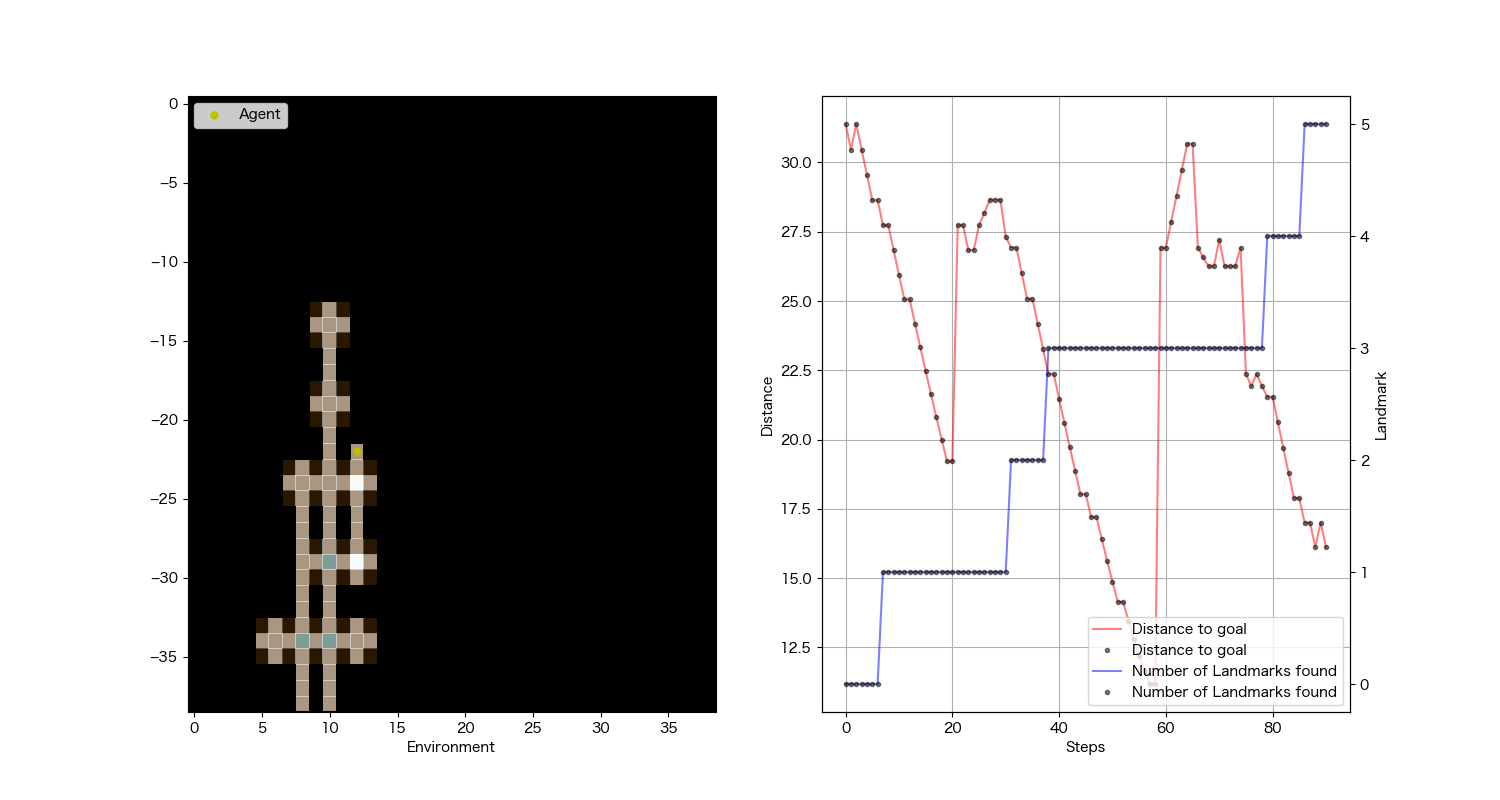 Agent
0
−5
−10
−15
−20
−25
−30
−35
0 5 10 15 20 25 30 35
Environment
Distance
30.0
27.5
25.0
22.5
20.0
17.5
15.0
12.5
0 20 40 60 80
Steps
5
4
3
2
1
0
Landmark
Distance to goal
Distance to goal
Number of Landmarks found
Number of Landmarks found